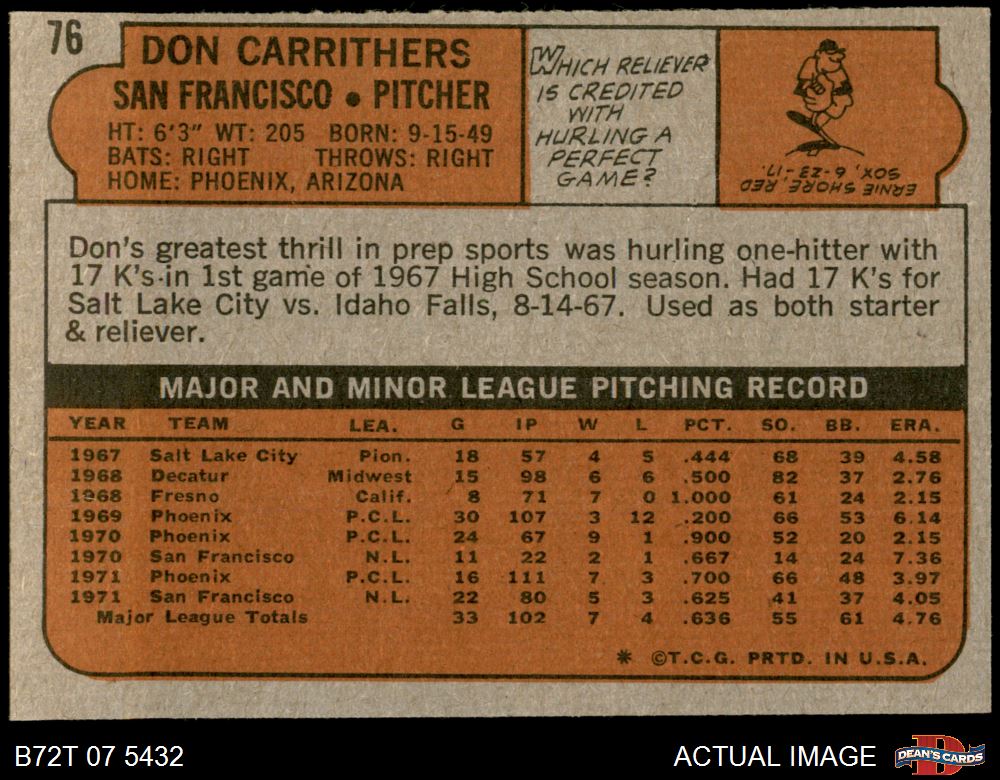 76
DON CARRITHERS
SAN FRANCISCO • PITCHER
HT: 6'3" WT: 205 BORN: 9-15-49
BATS: RIGHT THROWS: RIGHT
HOME: PHOENIX, ARIZONA
WHICH RELIEVER
IS CREDITED
WITH
HURLING A
PERFECT
GAME?
ERNIE SHORE, RED
SOX, 6-23-17.
Don's greatest thrill in prep sports was hurling one-hitter with
17 K's in 1st game of 1967 High School season. Had 17 K's for
Salt Lake City vs. Idaho Falls, 8-14-67. Used as both starter
& reliever.
MAJOR AND MINOR LEAGUE PITCHING RECORD
YEAR TEAM LEA. G IP W L PCT. SO. BB. ERA.
1967 Salt Lake City Pion. 18 57 4 5 .444 68 39 4.58
1968 Decatur Midwest 15 98 6 6 .500 82 37 2.76
1968 Fresno Calif. 8 71 7 0 1.000 61 24 2.15
1969 Phoenix P.C.L. 30 107 3 12 .200 66 53 6.14
1970 Phoenix P.C.L. 24 67 9 1 .900 52 20 2.15
1970 San Francisco N.L. 11 22 2 1 .667 14 24 7.36
1971 Phoenix P.C.L. 16 111 7 3 .700 66 48 3.97
1971 San Francisco N.L. 22 80 5 3 .625 41 37 4.05
Major League Totals 33 102 7 4 .636 55 61 4.76
* ©T.C.G. PRTD. IN U.S.A.
B72T 07 5432
ACTUAL IMAGE
D
DEAN'S CARDS